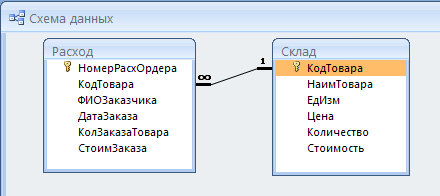 Схема данных
Расход
НомерРасхОрдера
КодТовара
ФИОЗаказчика
ДатаЗаказа
КолЗаказаТовара
СтоимЗаказа
∞
1
Склад
КодТовара
НаимТовара
ЕдИзм
Цена
Количество
Стоимость